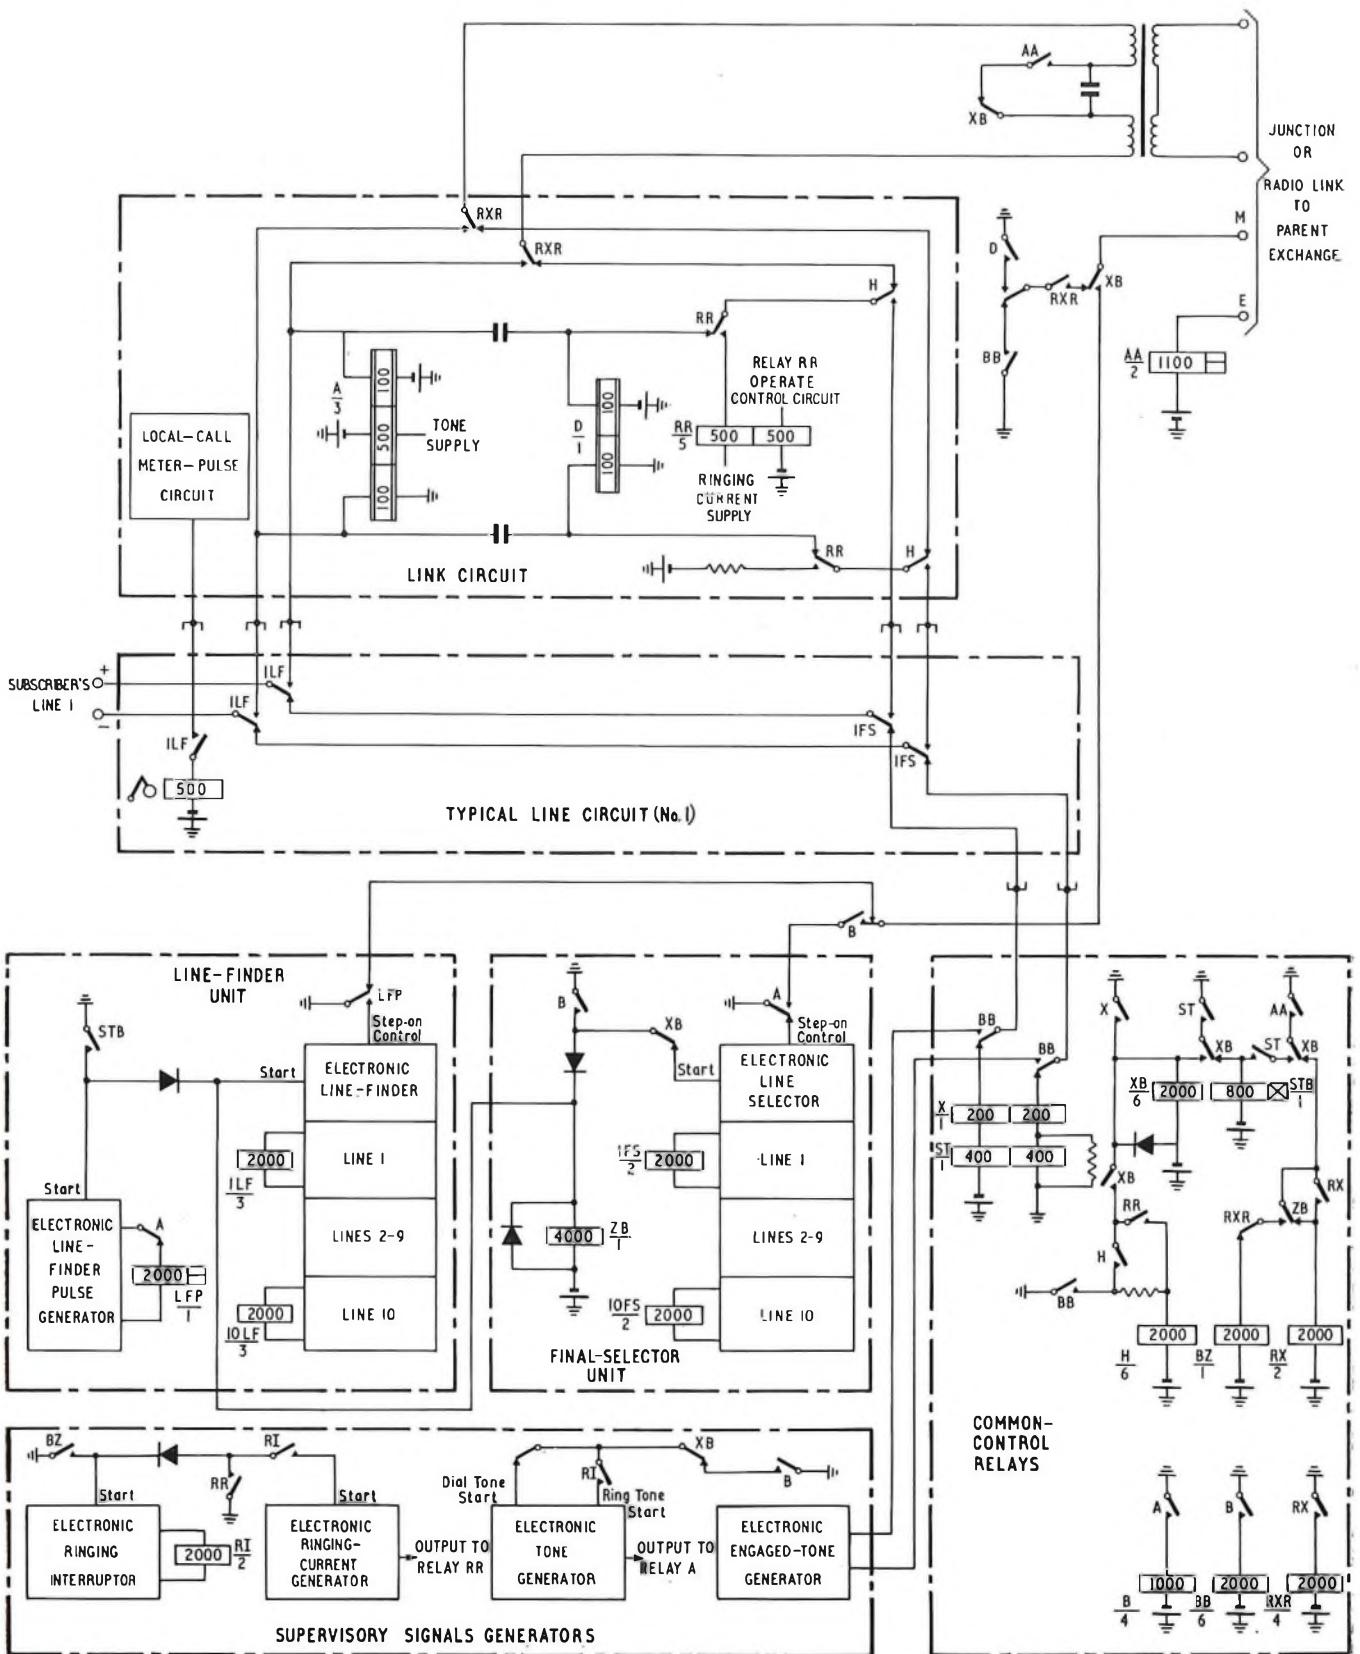 AA
XB
JUNCTION
OR
RADIO LINK
TO
PARENT
EXCHANGE
M
E
RXR
RXR
D
RXR
XB
BB
AA
2
1100
H
RR
RELAY RR
OPERATE
CONTROL CIRCUIT
A
3
100
500
100
TONE
SUPPLY
D
1
100
100
RR
5
500
500
RINGING
CURRENT
SUPPLY
LOCAL-CALL
METER-PULSE
CIRCUIT
RR
H
LINK CIRCUIT
SUBSCRIBER'S
LINE 1
+
−
1LF
1LF
1LF
500
1FS
1FS
TYPICAL LINE CIRCUIT (No. 1)
B
LINE-FINDER
UNIT
STB
LFP
Step-on
Control
Start
ELECTRONIC
LINE-FINDER
2000
1LF
3
LINE 1
LINES 2-9
2000
10LF
3
LINE 10
Start
ELECTRONIC
LINE-
FINDER
PULSE
GENERATOR
A
2000
LFP
1
B
XB
A
Step-on
Control
Start
ELECTRONIC
LINE
SELECTOR
1FS
2
2000
LINE 1
LINES 2-9
4000
ZB
1
10FS
2
2000
LINE 10
FINAL-SELECTOR
UNIT
BB
BB
X
1
200
200
ST
1
400
400
X
ST
AA
XB
ST
XB
XB
6
2000
800
STB
1
XB
RR
H
BB
RX
ZB
RXR
2000
2000
2000
H
6
BZ
1
RX
2
COMMON-
CONTROL
RELAYS
A
B
RX
1000
2000
2000
B
4
BB
6
RXR
4
BZ
RR
RI
Start
Start
ELECTRONIC
RINGING
INTERRUPTOR
2000
RI
2
ELECTRONIC
RINGING-
CURRENT
GENERATOR
OUTPUT TO
RELAY RR
Dial Tone
Start
RI
Ring Tone
Start
XB
B
ELECTRONIC
TONE
GENERATOR
OUTPUT TO
RELAY A
ELECTRONIC
ENGAGED-TONE
GENERATOR
SUPERVISORY SIGNALS GENERATORS